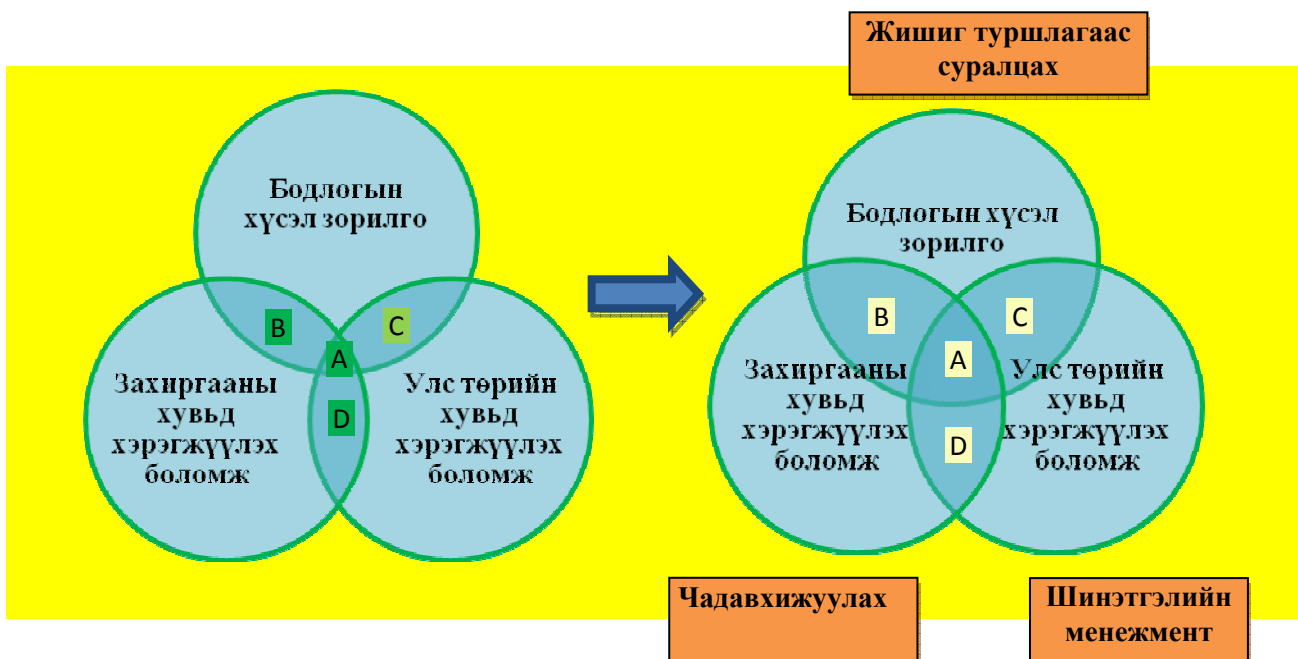 Жишиг туршлагаас
суралцах
Бодлогын
хүсэл зорилго
B
C
A
D
Захиргааны
хувьд
хэрэгжүүлэх
боломж
Улс төрийн
хувьд
хэрэгжүүлэх
боломж
Бодлогын хүсэл
зорилго
B
C
A
D
Захиргааны
хувьд
хэрэгжүүлэх
боломж
Улс төрийн
хувьд
хэрэгжүүлэх
боломж
Чадавхижуулах
Шинэтгэлийн
менежмент